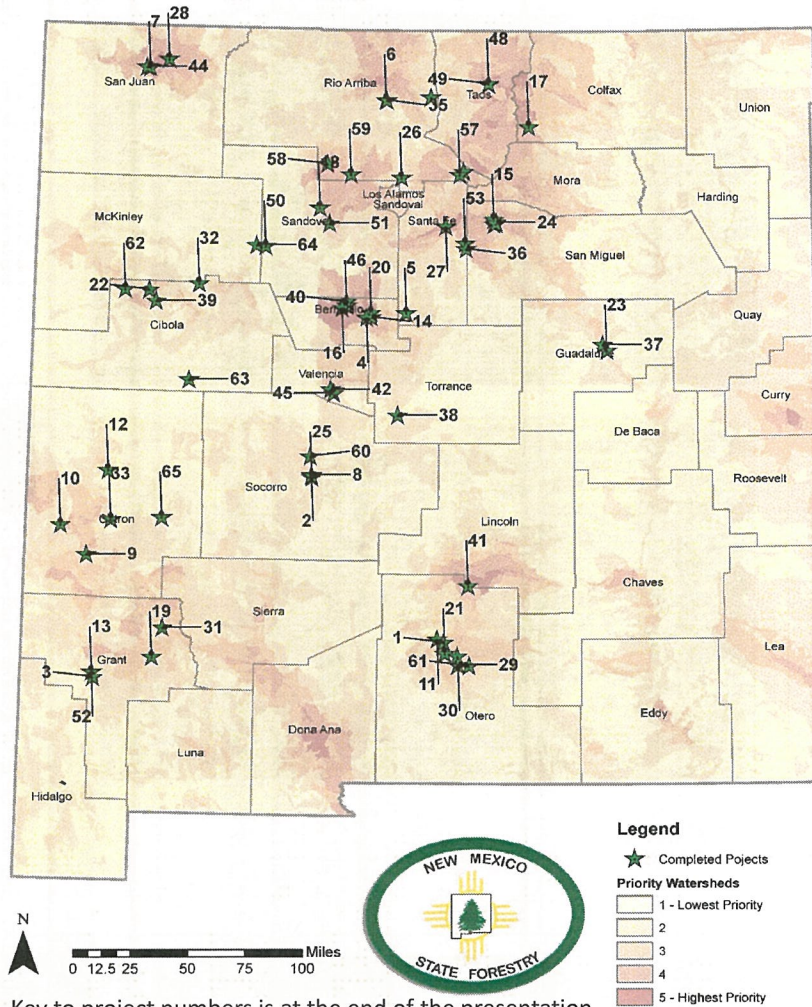 28
7
44
San Juan
48
6
Rio Arriba
49
Taos
35
17
Colfax
Union
59
26
57
58
18
Los Alamos
Sandoval
15
Mora
Harding
McKinley
50
53
Sandoval
51
Santa Fe
24
64
27
36
San Miguel
62
32
46
20
5
22
39
40
Bernalillo
14
Cibola
16
4
23
Quay
Guadalupe
37
63
Valencia
42
45
Torrance
38
Curry
De Baca
12
25
60
10
33
65
Socorro
8
Catron
2
Roosevelt
9
Lincoln
41
Chaves
Sierra
13
19
31
21
1
Grant
3
61
29
11
52
30
Otero
Lea
Eddy
Dona Ana
Luna
Hidalgo
Legend
Completed Pojects
Priority Watersheds
1 - Lowest Priority
2
3
4
5 - Highest Priority
NEW MEXICO
STATE FORESTRY
N
Miles
0 12.5 25 50 75 100
Key to project numbers is at the end of the presentation